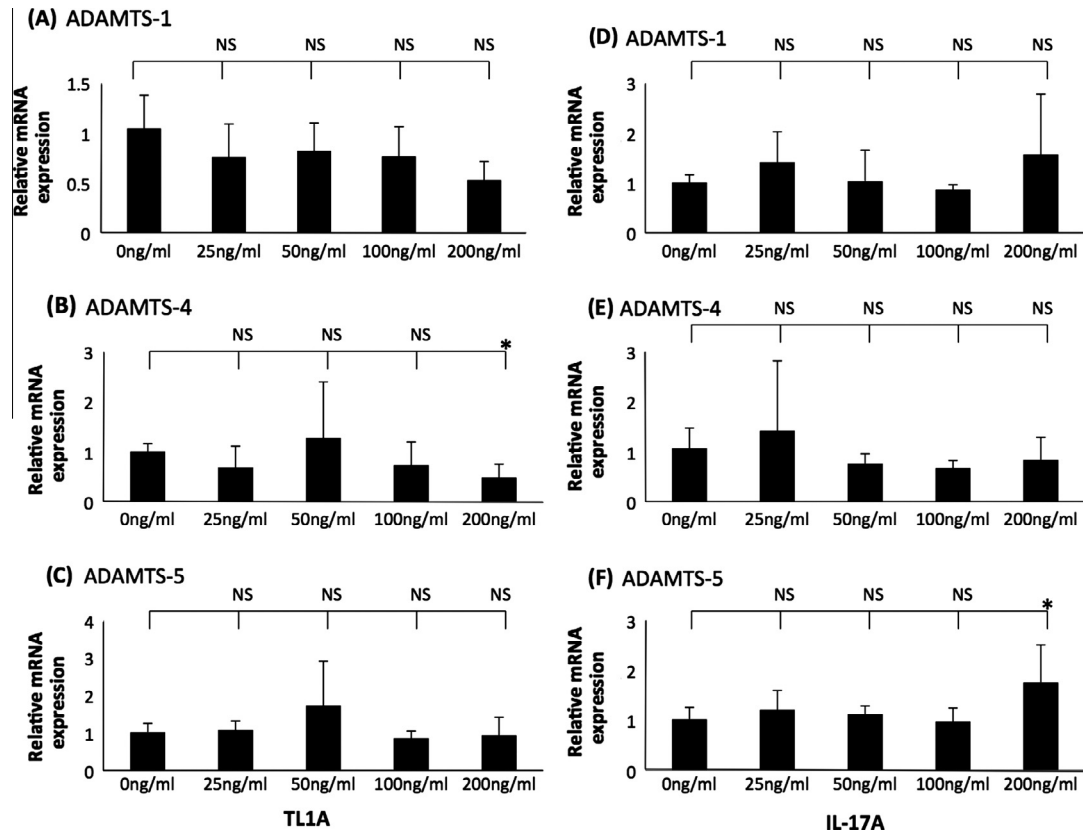 (A) ADAMTS-1
NS NS NS NS
Relative mRNA
expression
1.5
1
0.5
0
0ng/ml 25ng/ml 50ng/ml 100ng/ml 200ng/ml
(B) ADAMTS-4
NS NS NS *
Relative mRNA
expression
3
2
1
0
0ng/ml 25ng/ml 50ng/ml 100ng/ml 200ng/ml
(C) ADAMTS-5
NS NS NS NS
Relative mRNA
expression
4
3
2
1
0
0ng/ml 25ng/ml 50ng/ml 100ng/ml 200ng/ml
TL1A
(D) ADAMTS-1
NS NS NS NS
Relative mRNA
expression
3
2
1
0
0ng/ml 25ng/ml 50ng/ml 100ng/ml 200ng/ml
(E) ADAMTS-4
NS NS NS NS
Relative mRNA
expression
3
2
1
0
0ng/ml 25ng/ml 50ng/ml 100ng/ml 200ng/ml
(F) ADAMTS-5
NS NS NS *
Relative mRNA
expression
3
2
1
0
0ng/ml 25ng/ml 50ng/ml 100ng/ml 200ng/ml
IL-17A